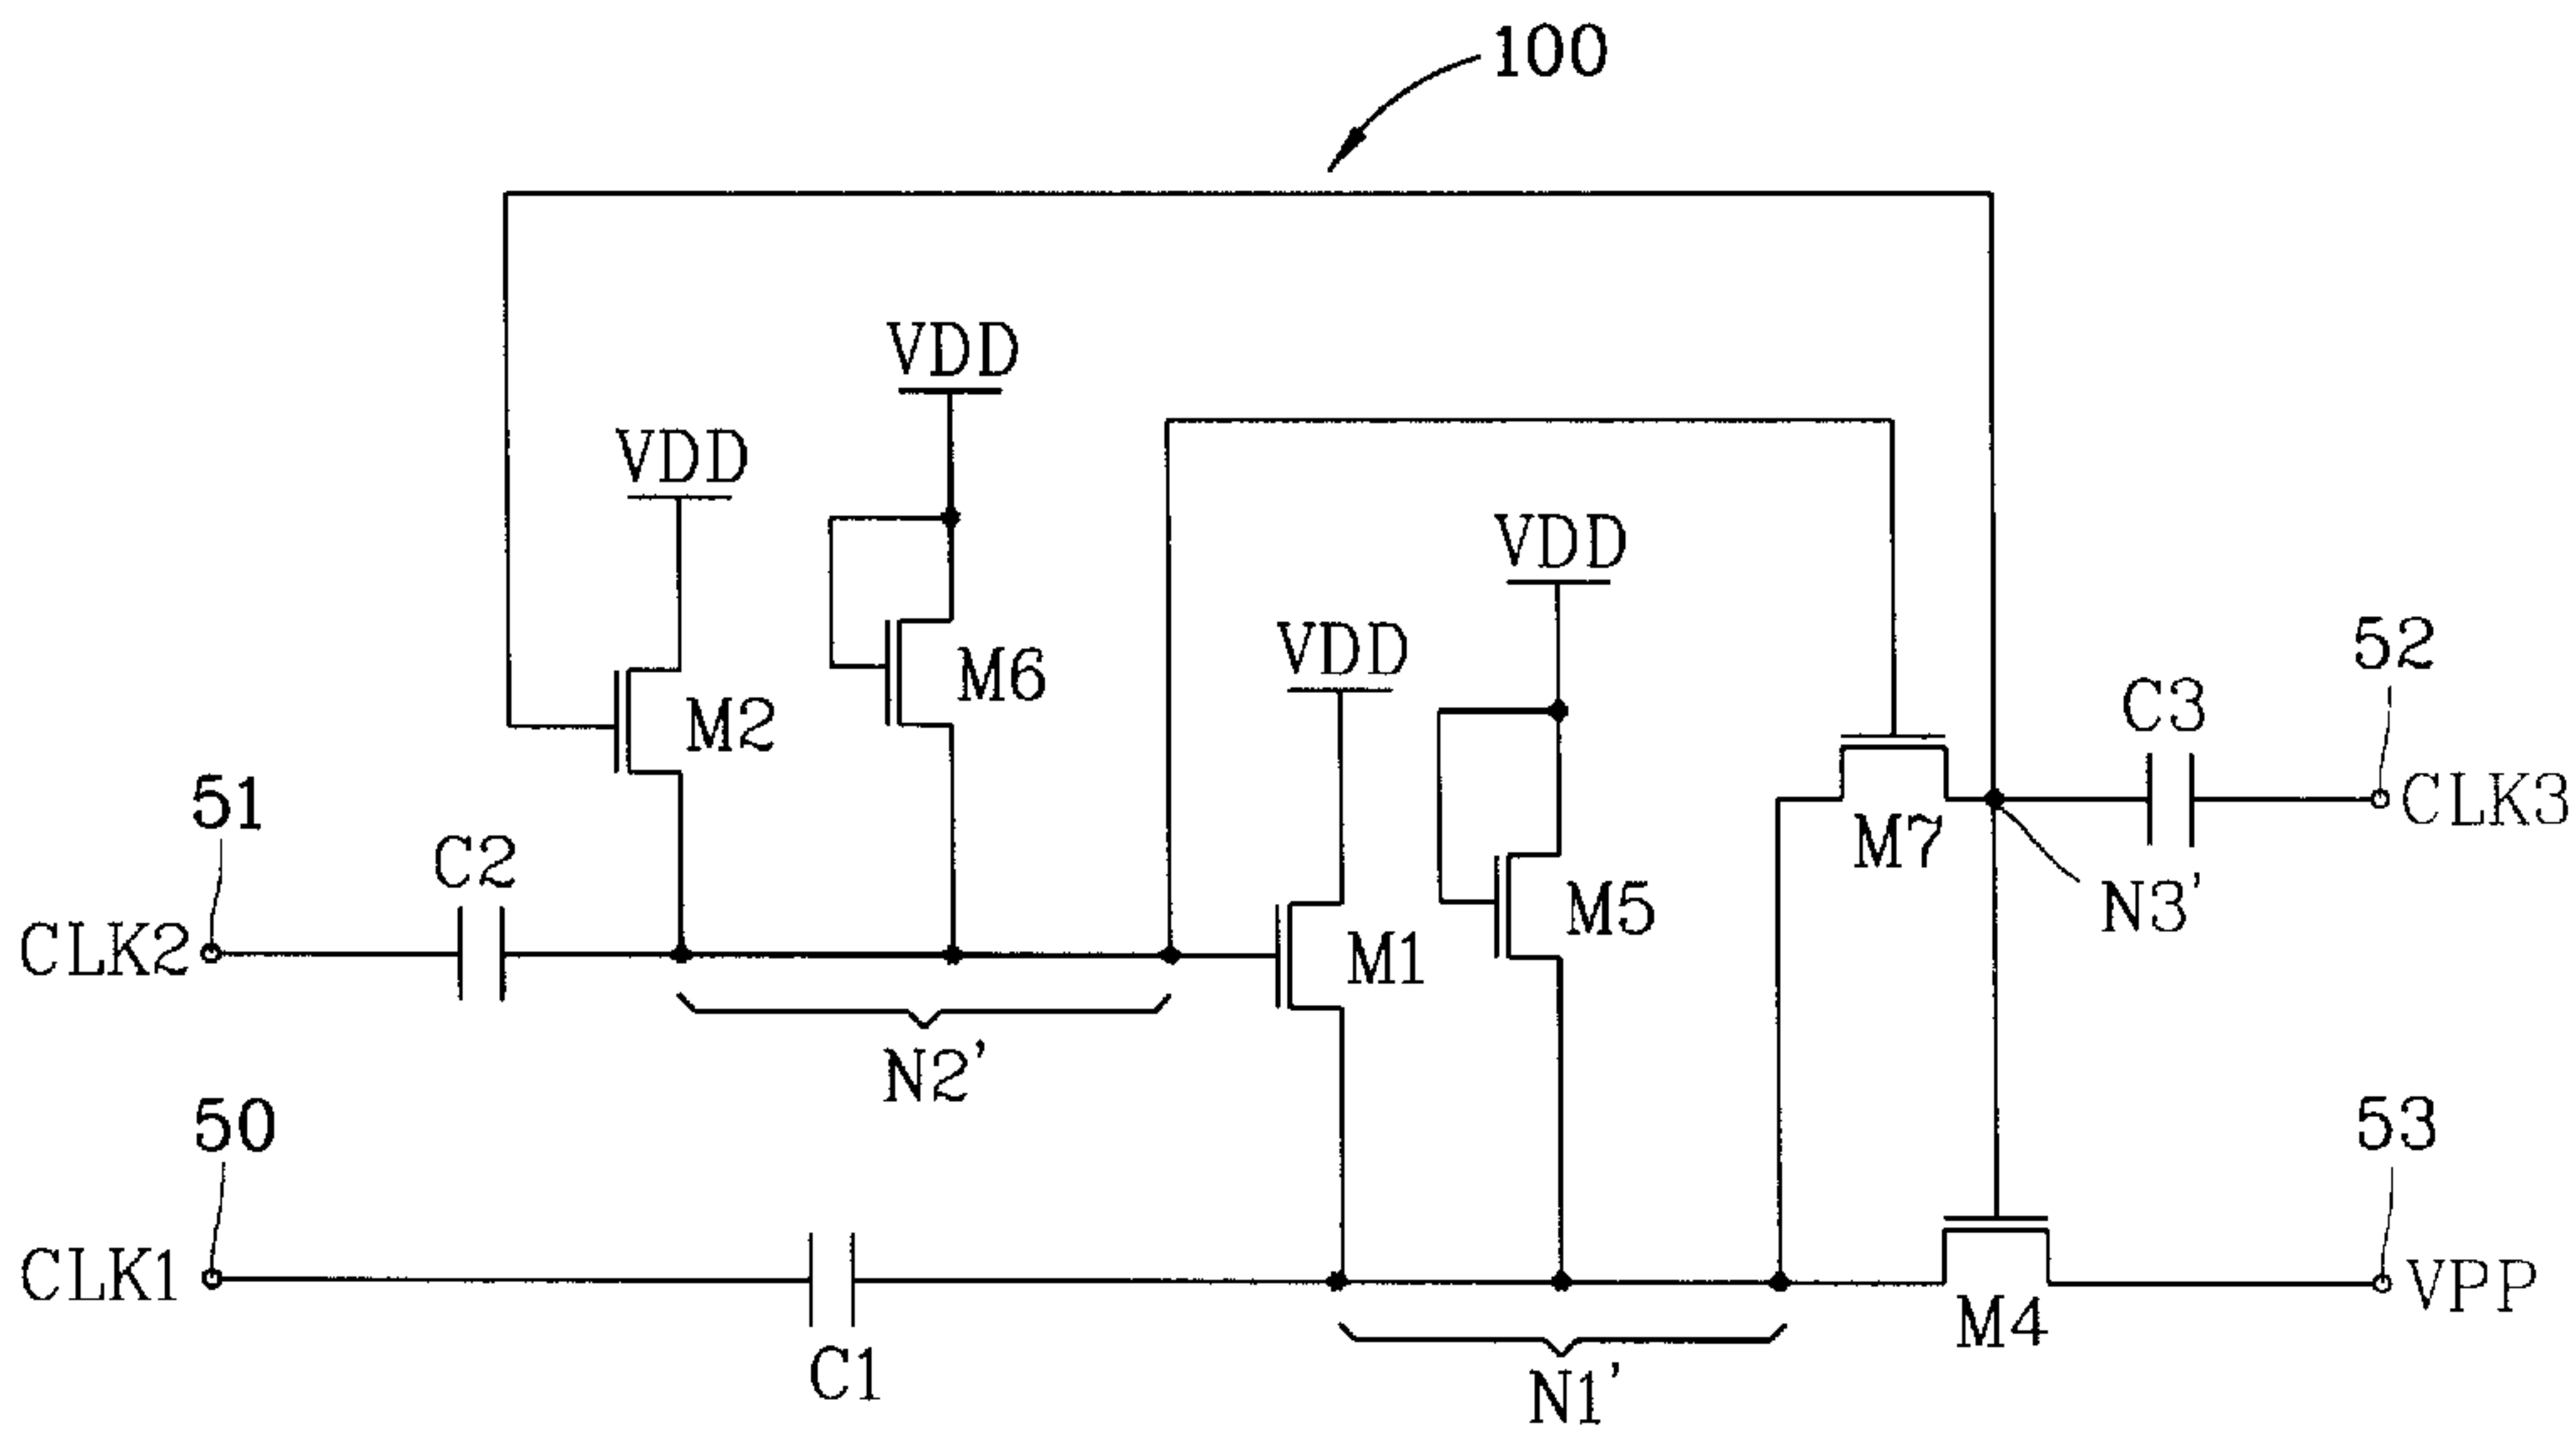 100
VDD
VDD
VDD
VDD
52
M6
M2
C3
51
CLK3
C2
M7
M5
N3'
CLK2
M1
N2'
50
53
CLK1
VPP
M4
C1
N1'